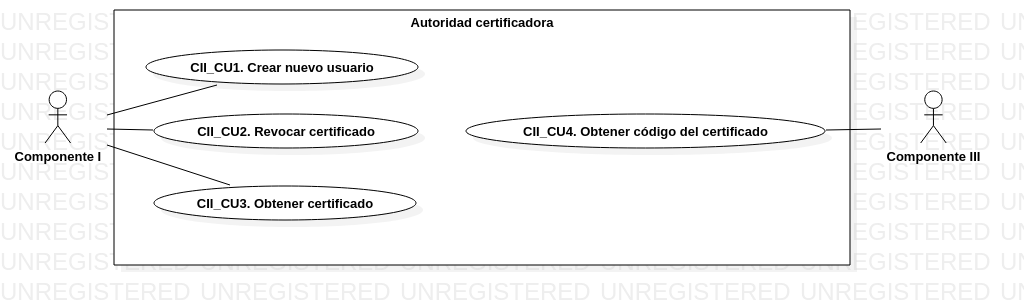 Autoridad certificadora
CII_CU1. Crear nuevo usuario
CII_CU2. Revocar certificado
CII_CU4. Obtener código del certificado
Componente I
Componente III
CII_CU3. Obtener certificado
UNREGISTERED UNREGISTERED UNREGISTERED UNREGISTERED UNREGISTERED UN